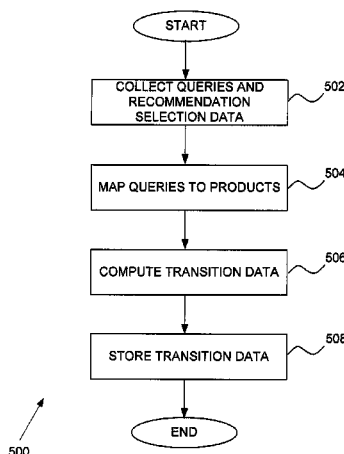 START
COLLECT QUERIES AND
RECOMMENDATION
SELECTION DATA
502
MAP QUERIES TO PRODUCTS
504
COMPUTE TRANSITION DATA
506
STORE TRANSITION DATA
508
END
500